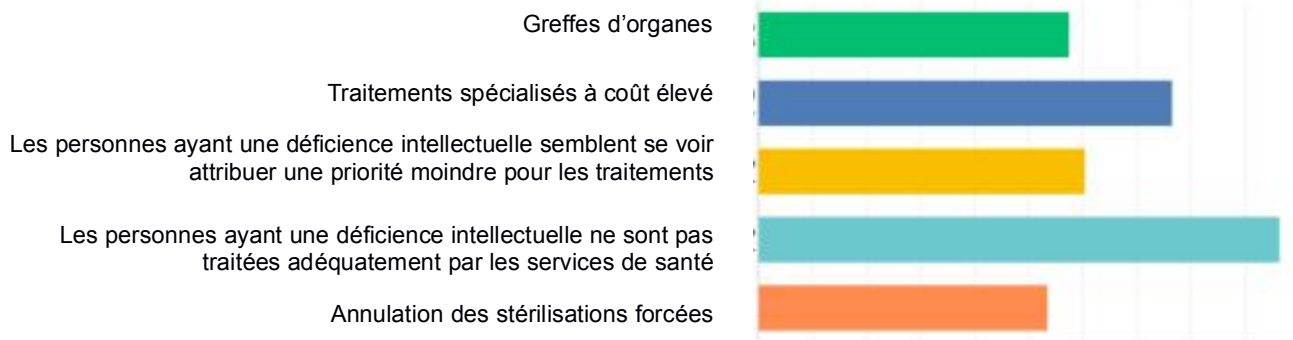 Greffes d’organes
Traitements spécialisés à coût élevé
Les personnes ayant une déficience intellectuelle semblent se voir
attribuer une priorité moindre pour les traitements
Les personnes ayant une déficience intellectuelle ne sont pas
traitées adéquatement par les services de santé
Annulation des stérilisations forcées